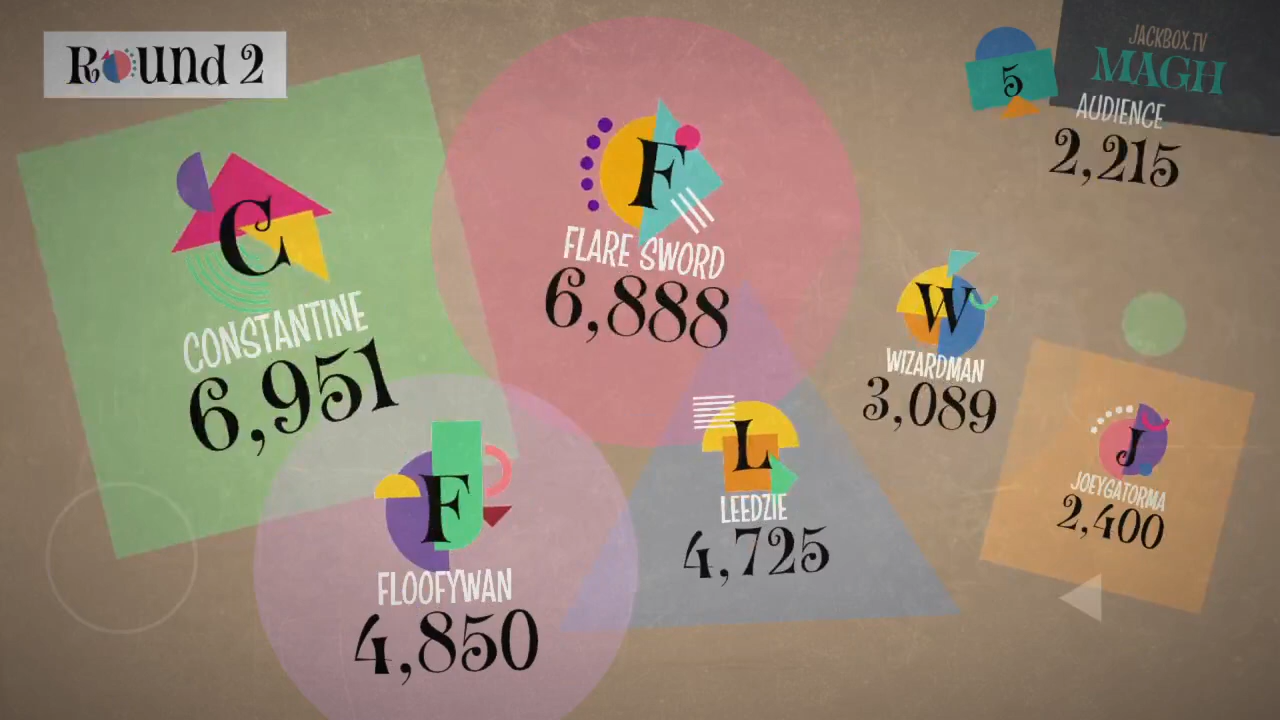 Round 2
JACKBOX.TV
MAGH
5
AUDIENCE
2,215
C
CONSTANTINE
6,951
F
FLARE SWORD
6,888
W
WIZARDMAN
3,089
F
FLOOFYWAN
4,850
L
LEEDZIE
4,725
J
JOEYGATORMA
2,400